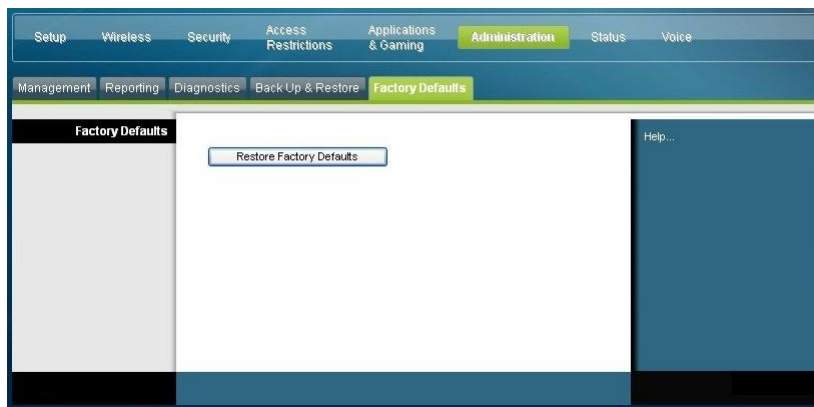 Setup Wireless Security Access Restrictions Applications & Gaming Administration Status Voice
Management Reporting Diagnostics Back Up & Restore Factory Defaults
Factory Defaults
Restore Factory Defaults
Help...